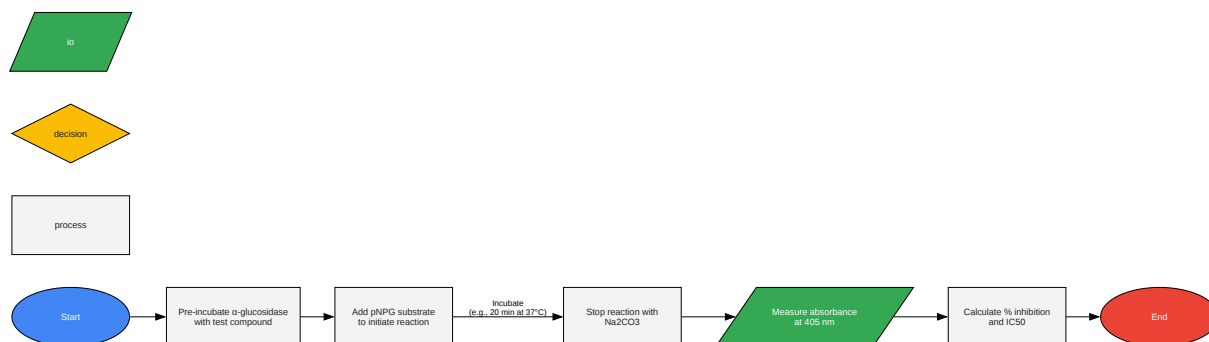 io
decision
process
Start
Pre-incubate α-glucosidase
with test compound
Add pNPG substrate
to initiate reaction
Incubate
(e.g., 20 min at 37°C)
Stop reaction with
Na2CO3
Measure absorbance
at 405 nm
Calculate % inhibition
and IC50
End